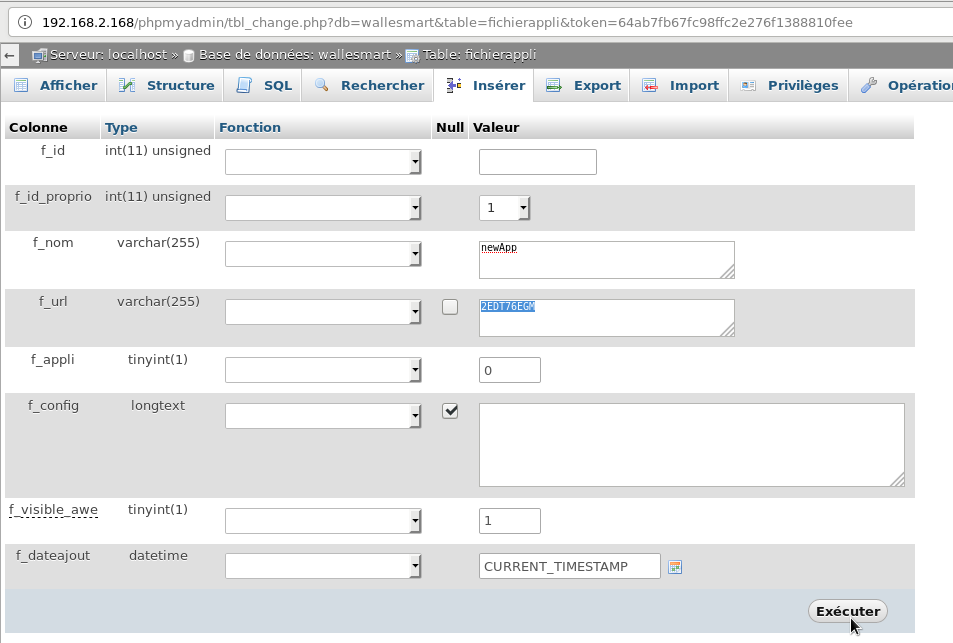 192.168.2.168/phpmyadmin/tbl_change.php?db=wallesmart&table=fichierappli&token=64ab7fb67fc98ffc2e276f1388810fee
← Serveur: localhost » Base de données: wallesmart » Table: fichierappli
Afficher Structure SQL Rechercher Insérer Export Import Privilèges Opératio
Colonne Type Fonction Null Valeur
f_id int(11) unsigned
f_id_proprio int(11) unsigned 1
f_nom varchar(255) newApp
f_url varchar(255) 2EDT76EGM
f_appli tinyint(1) 0
f_config longtext
f_visible_awe tinyint(1) 1
f_dateajout datetime CURRENT_TIMESTAMP
Exécuter